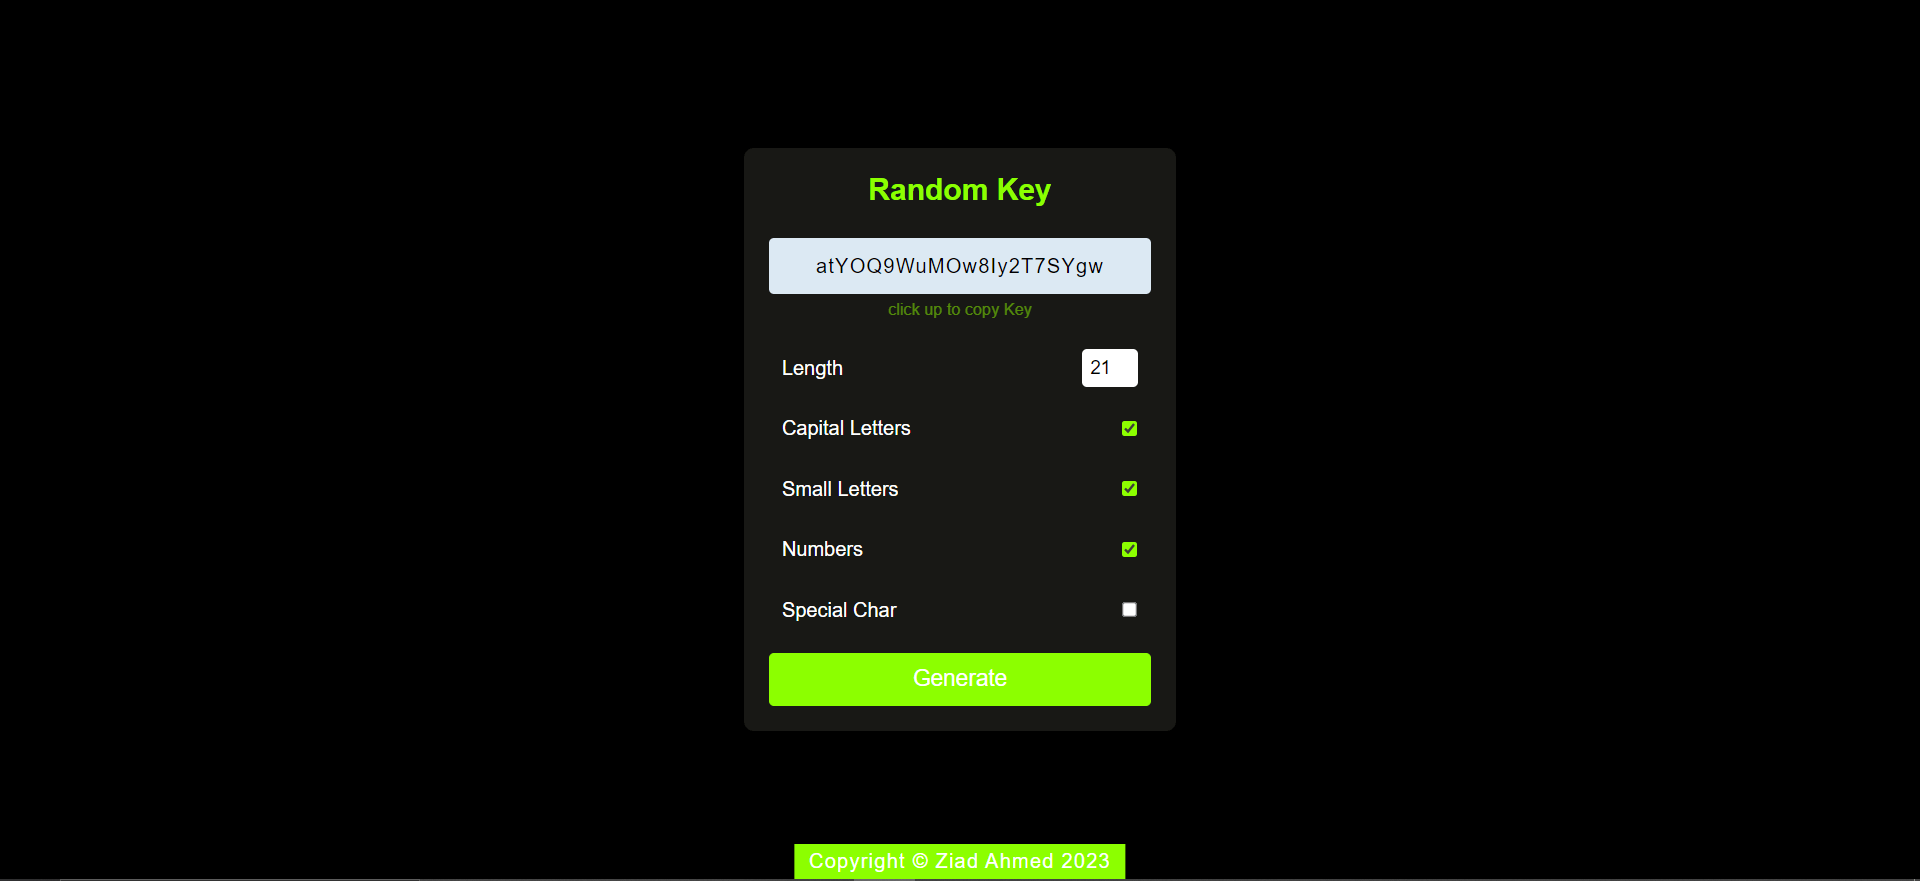 Random Key
atYOQ9WuMOw8Iy2T7SYgw
click up to copy Key
Length 21
Capital Letters
Small Letters
Numbers
Special Char
Generate
Copyright © Ziad Ahmed 2023